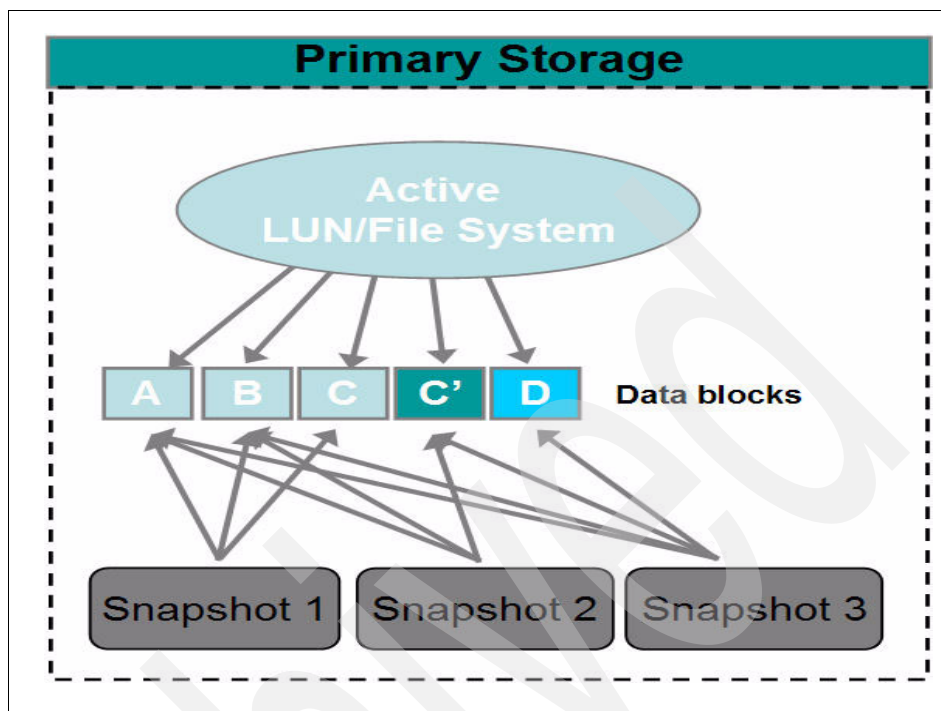 Primary Storage
Active
LUN/File System
A B C C’ D Data blocks
Snapshot 1 Snapshot 2 Snapshot 3